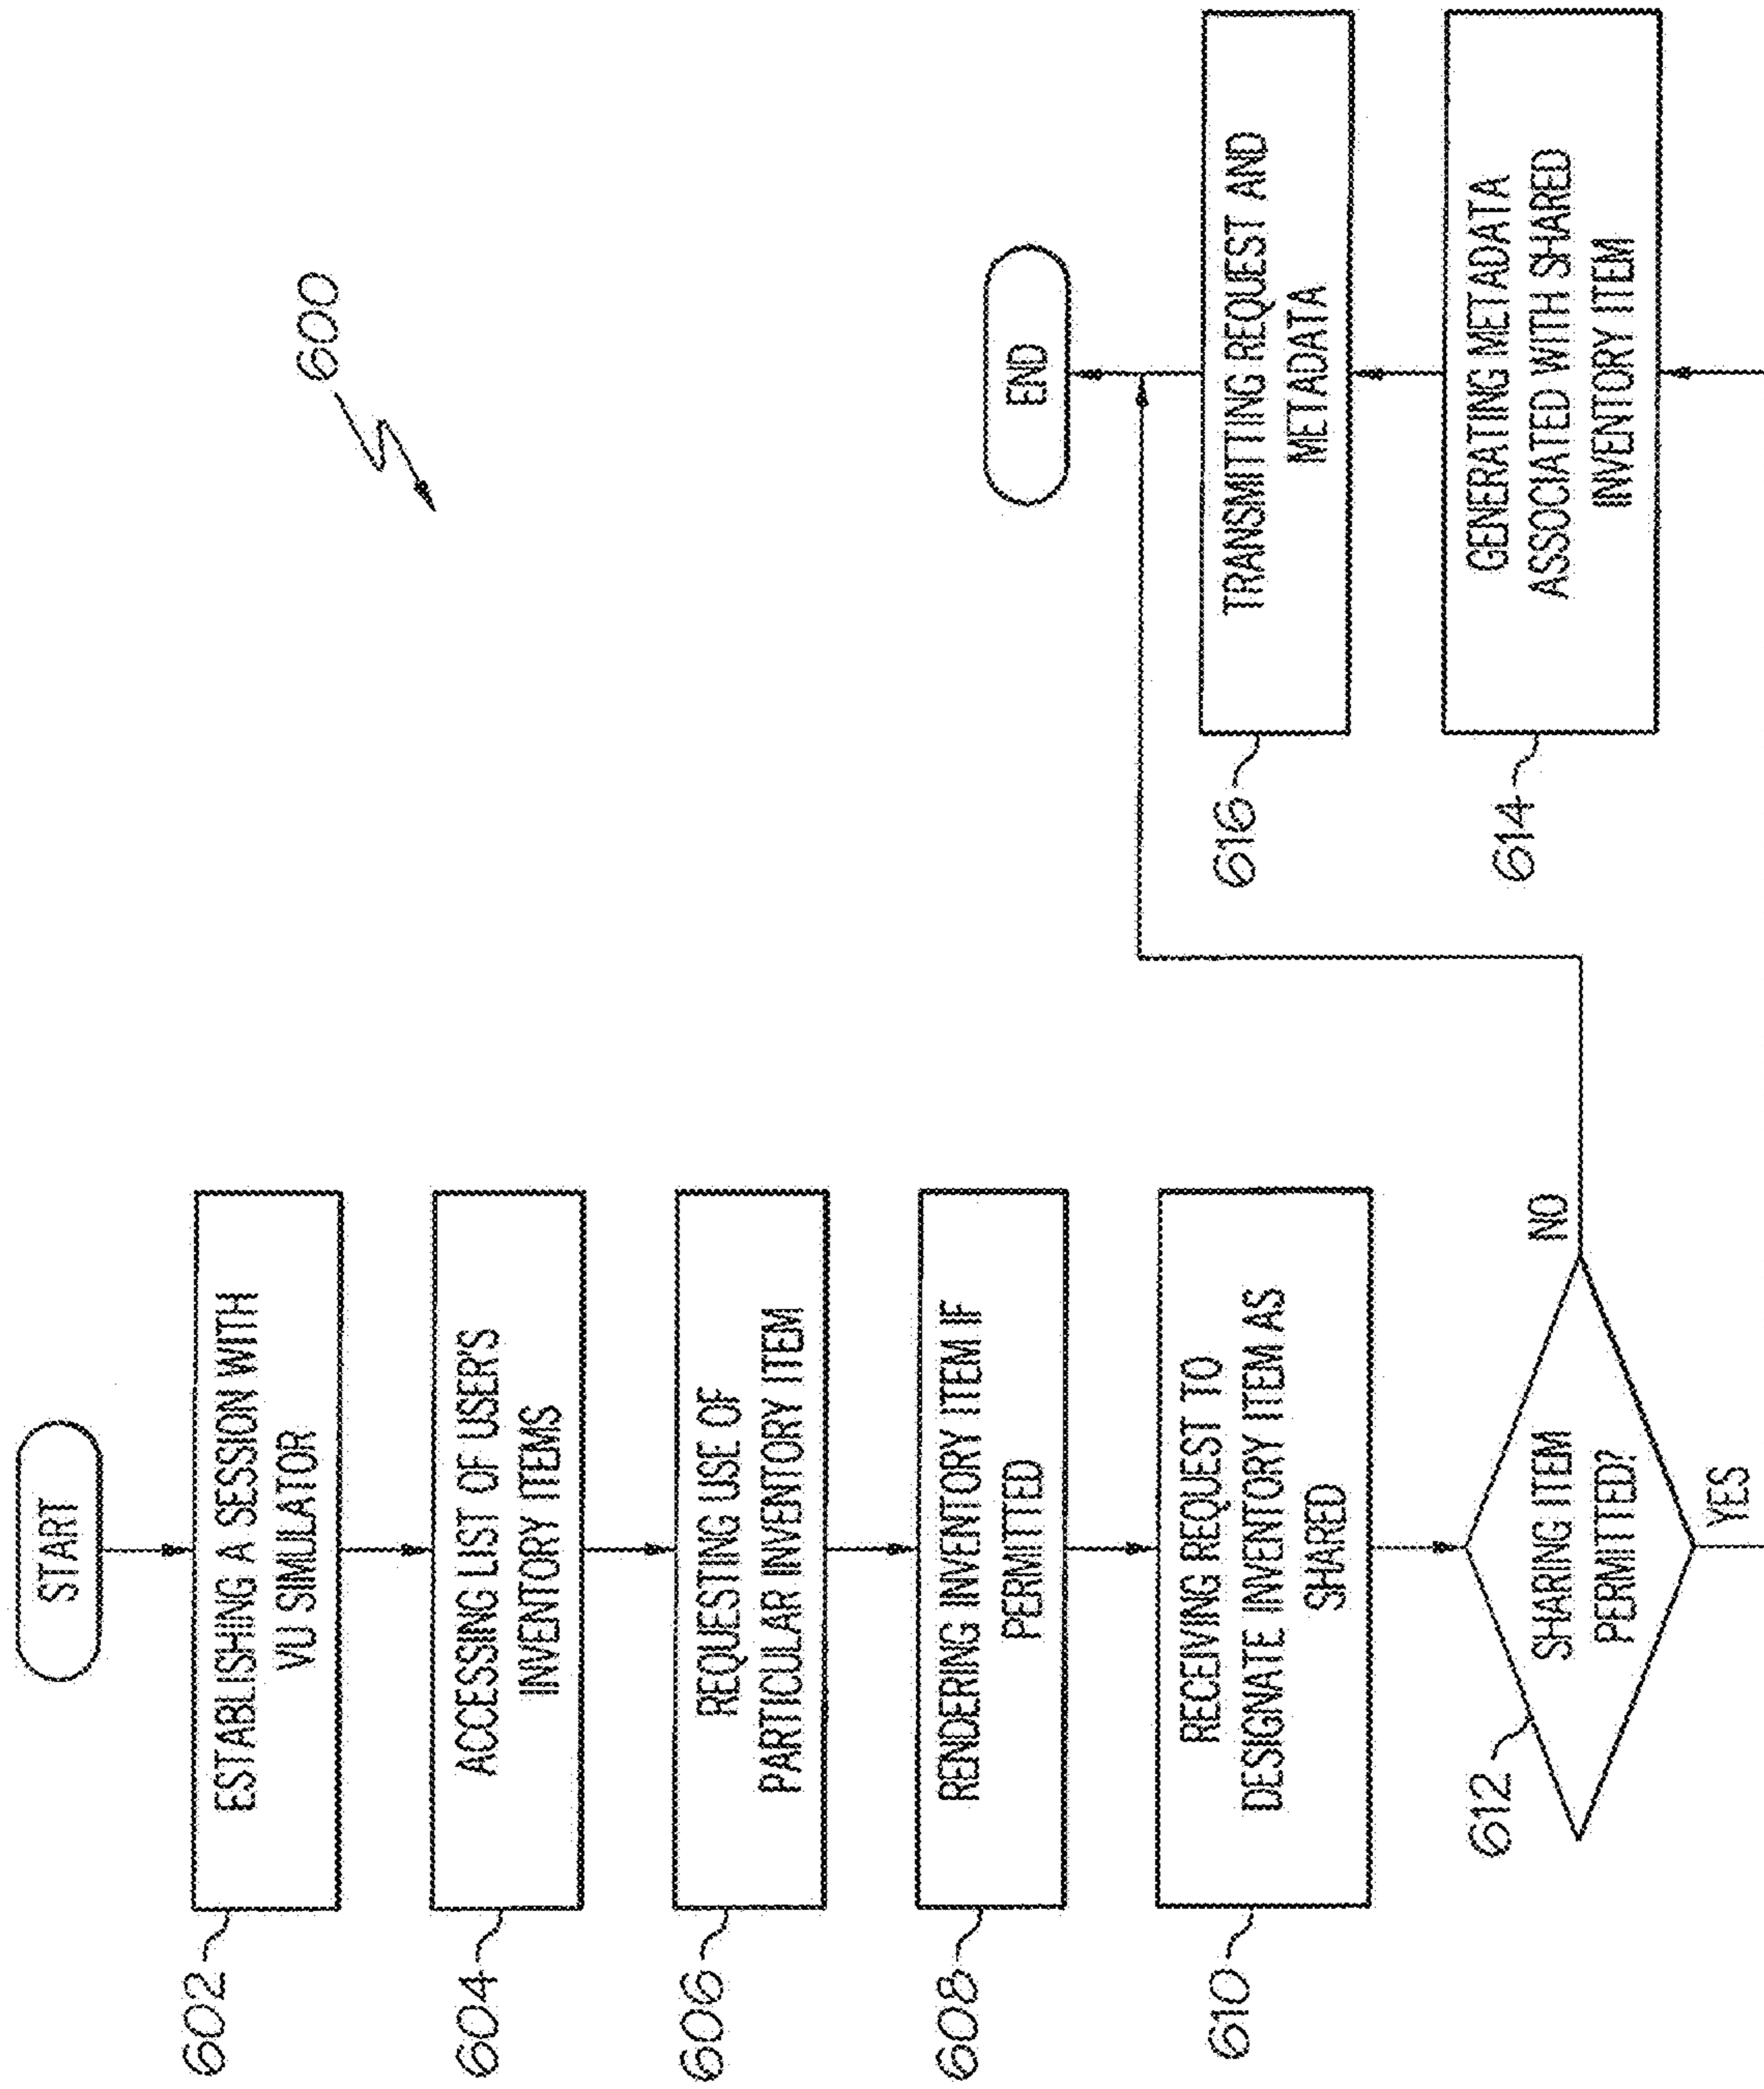 600
START
602
ESTABLISHING A SESSION WITH
VU SIMULATOR
604
ACCESSING LIST OF USER'S
INVENTORY ITEMS
606
REQUESTING USE OF
PARTICULAR INVENTORY ITEM
608
RENDERING INVENTORY ITEM IF
PERMITTED
610
RECEIVING REQUEST TO
DESIGNATE INVENTORY ITEM AS
SHARED
612
SHARING ITEM
PERMITTED?
NO
YES
614
GENERATING METADATA
ASSOCIATED WITH SHARED
INVENTORY ITEM
616
TRANSMITTING REQUEST AND
METADATA
END